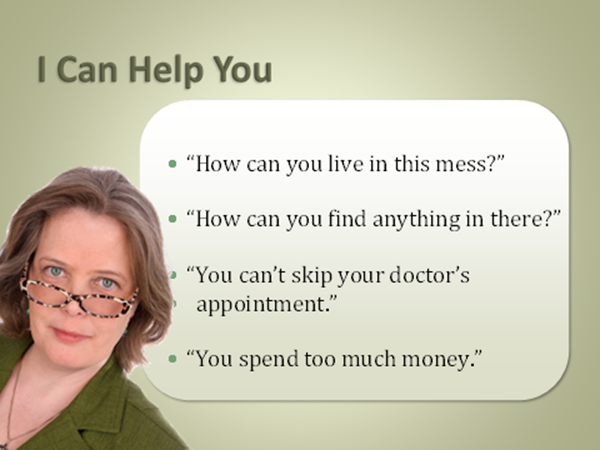 I Can Help You
• “How can you live in this mess?”
• “How can you find anything in there?”
• “You can’t skip your doctor’s
appointment.”
• “You spend too much money.”